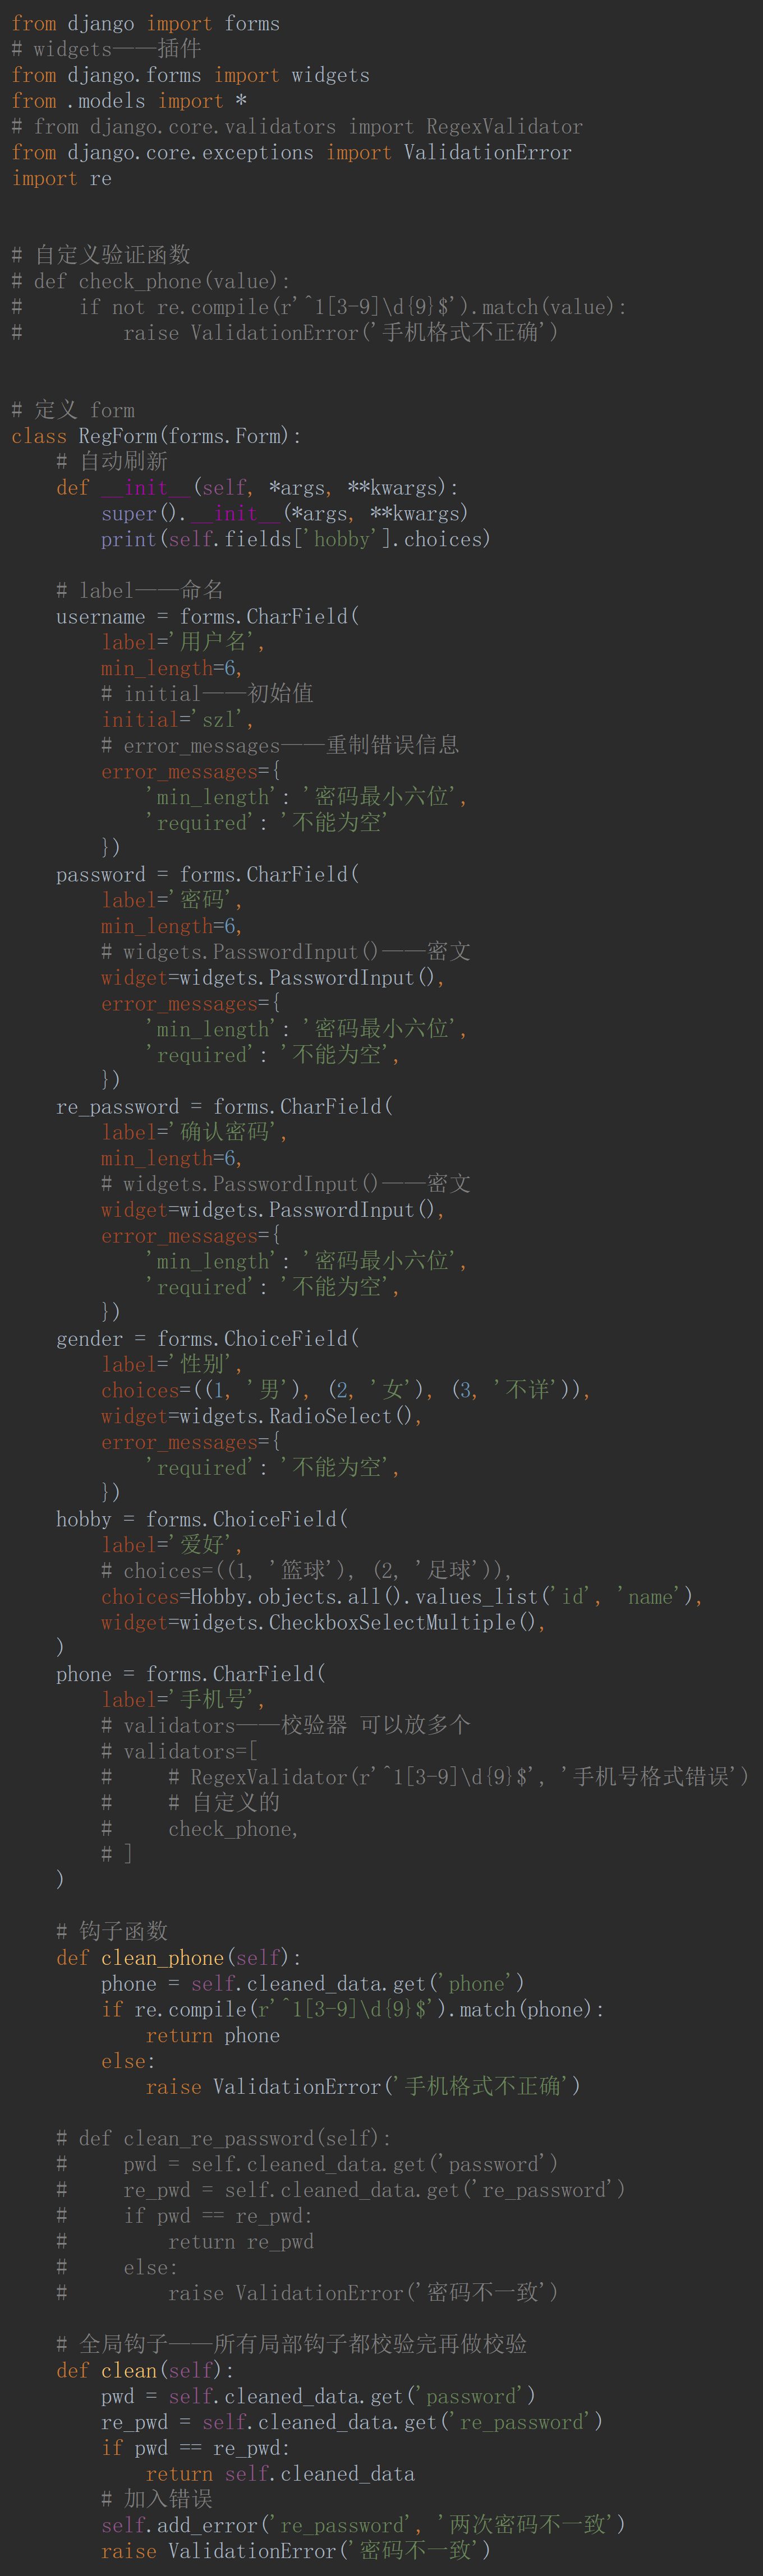 from django import forms
# widgets——插件
from django.forms import widgets
from .models import *
# from django.core.validators import RegexValidator
from django.core.exceptions import ValidationError
import re


# 自定义验证函数
# def check_phone(value):
#     if not re.compile(r'^1[3-9]\d{9}$').match(value):
#         raise ValidationError('手机格式不正确')


# 定义 form
class RegForm(forms.Form):
    # 自动刷新
    def __init__(self, *args, **kwargs):
        super().__init__(*args, **kwargs)
        print(self.fields['hobby'].choices)

    # label——命名
    username = forms.CharField(
        label='用户名',
        min_length=6,
        # initial——初始值
        initial='szl',
        # error_messages——重制错误信息
        error_messages={
            'min_length': '密码最小六位',
            'required': '不能为空'
        })
    password = forms.CharField(
        label='密码',
        min_length=6,
        # widgets.PasswordInput()——密文
        widget=widgets.PasswordInput(),
        error_messages={
            'min_length': '密码最小六位',
            'required': '不能为空',
        })
    re_password = forms.CharField(
        label='确认密码',
        min_length=6,
        # widgets.PasswordInput()——密文
        widget=widgets.PasswordInput(),
        error_messages={
            'min_length': '密码最小六位',
            'required': '不能为空',
        })
    gender = forms.ChoiceField(
        label='性别',
        choices=((1, '男'), (2, '女'), (3, '不详')),
        widget=widgets.RadioSelect(),
        error_messages={
            'required': '不能为空',
        })
    hobby = forms.ChoiceField(
        label='爱好',
        # choices=((1, '篮球'), (2, '足球')),
        choices=Hobby.objects.all().values_list('id', 'name'),
        widget=widgets.CheckboxSelectMultiple(),
    )
    phone = forms.CharField(
        label='手机号',
        # validators——校验器 可以放多个
        # validators=[
        #     # RegexValidator(r'^1[3-9]\d{9}$', '手机号格式错误')
        #     # 自定义的
        #     check_phone,
        # ]
    )

    # 钩子函数
    def clean_phone(self):
        phone = self.cleaned_data.get('phone')
        if re.compile(r'^1[3-9]\d{9}$').match(phone):
            return phone
        else:
            raise ValidationError('手机格式不正确')

    # def clean_re_password(self):
    #     pwd = self.cleaned_data.get('password')
    #     re_pwd = self.cleaned_data.get('re_password')
    #     if pwd == re_pwd:
    #         return re_pwd
    #     else:
    #         raise ValidationError('密码不一致')

    # 全局钩子——所有局部钩子都校验完再做校验
    def clean(self):
        pwd = self.cleaned_data.get('password')
        re_pwd = self.cleaned_data.get('re_password')
        if pwd == re_pwd:
            return self.cleaned_data
        # 加入错误
        self.add_error('re_password', '两次密码不一致')
        raise ValidationError('密码不一致')